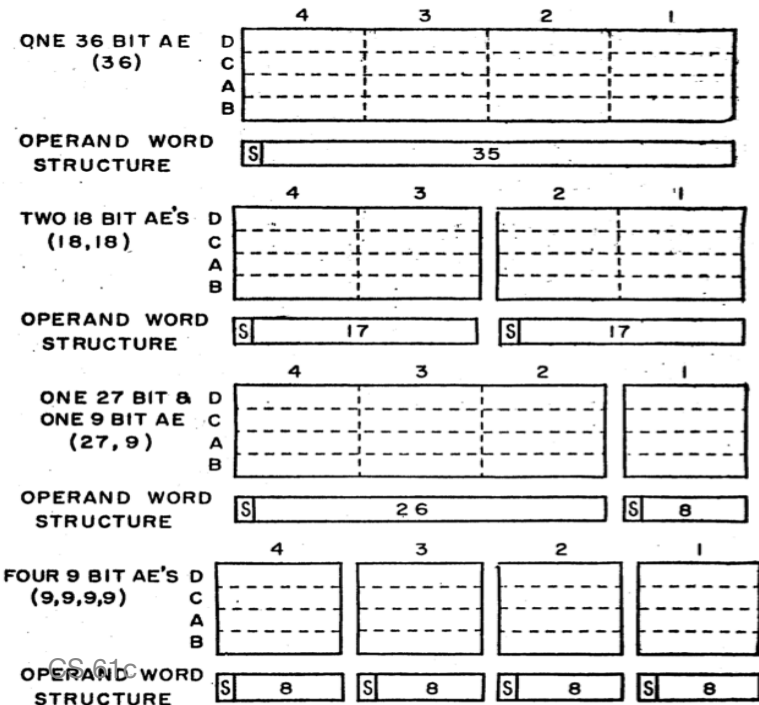 4 3 2 1
ONE 36 BIT AE D
(36) C
A
B
OPERAND WORD
STRUCTURE
S 35
4 3 2 1
TWO 18 BIT AE'S D
(18,18) C
A
B
OPERAND WORD
STRUCTURE
S 17 S 17
4 3 2 1
ONE 27 BIT & D
ONE 9 BIT AE C
(27, 9) A
B
OPERAND WORD
STRUCTURE
S 26 S 8
4 3 2 1
FOUR 9 BIT AE'S D
(9,9,9,9) C
A
B
CS 61c
OPERAND WORD
STRUCTURE
S 8 S 8 S 8 S 8